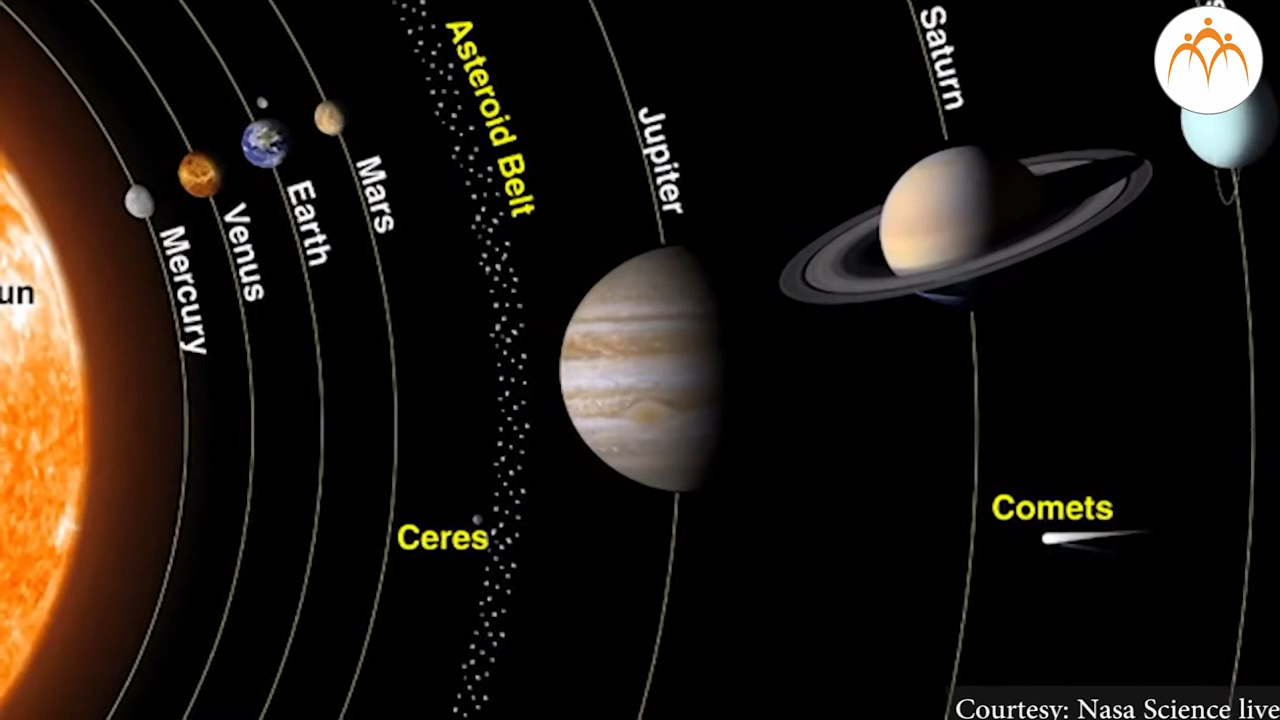 un
Mercury
Venus
Earth
Mars
Asteroid Belt
Ceres
Jupiter
Saturn
Comets
Courtesy: Nasa Science live